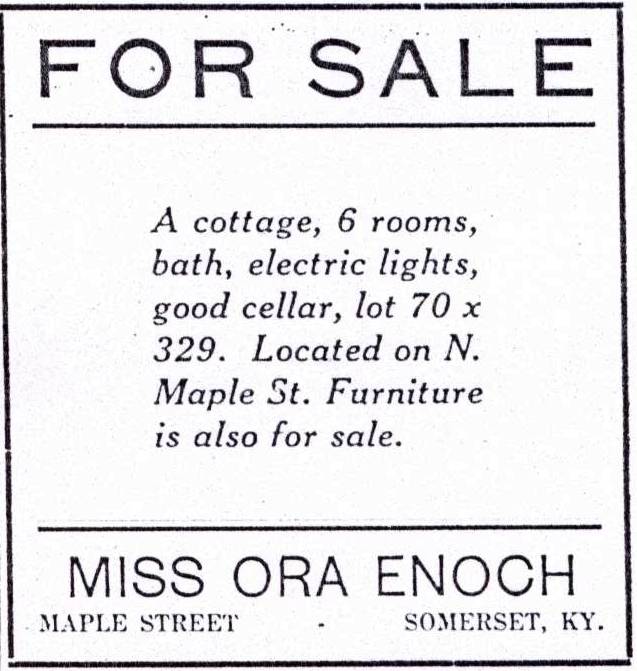 FOR SALE
A cottage, 6 rooms,
bath, electric lights,
good cellar, lot 70 x
329. Located on N.
Maple St. Furniture
is also for sale.
MISS ORA ENOCH
MAPLE STREET - SOMERSET, KY.